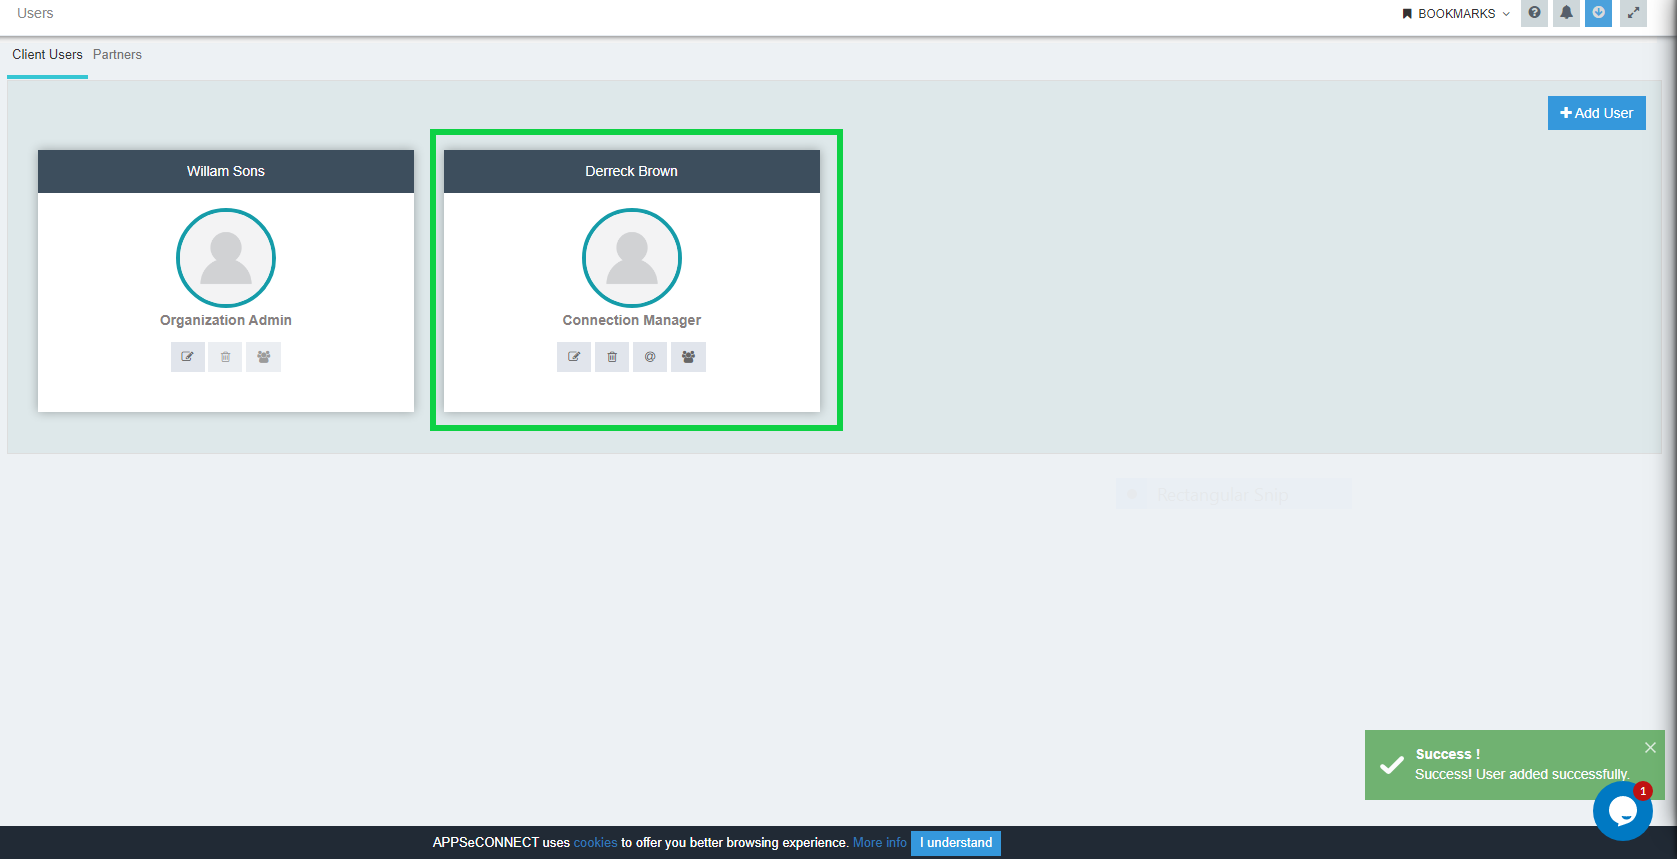 Users
BOOKMARKS
Client Users Partners
Add User
Willam Sons
Derreck Brown
Organization Admin
Connection Manager
@
Rectangular Snip
Success !
Success! User added successfully.
1
APPSeCONNECT uses cookies to offer you better browsing experience. More info I understand